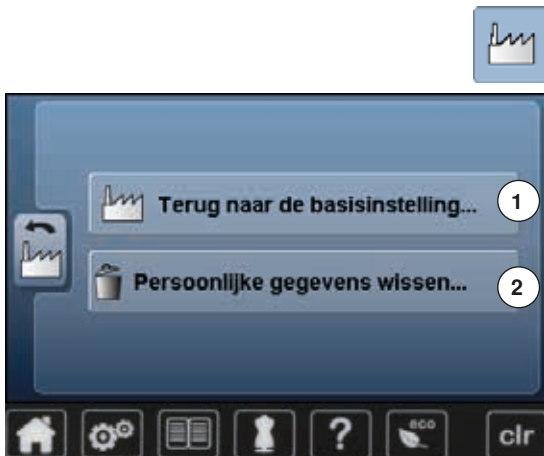 Terug naar de basisinstelling...
1
Persoonlijke gegevens wissen...
2
?
eco
clr